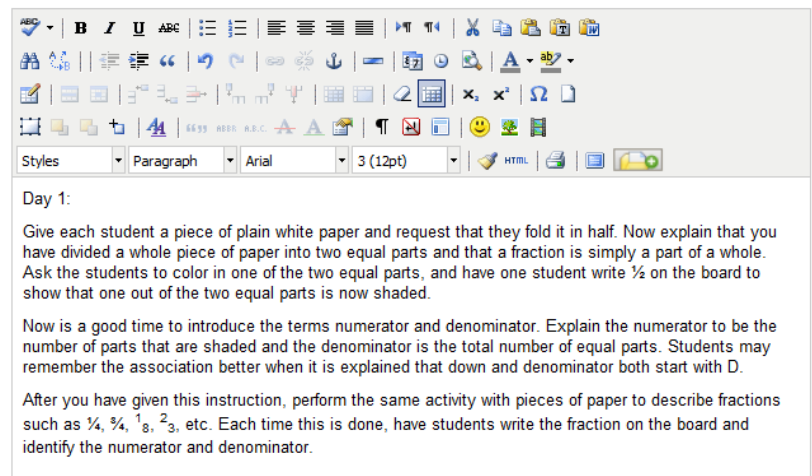 ABC B I U ABC
A
x₂ x² Ω
66 99 ABBR A.B.C. A A ¶
Styles Paragraph Arial 3 (12pt) HTML
Day 1:
Give each student a piece of plain white paper and request that they fold it in half. Now explain that you
have divided a whole piece of paper into two equal parts and that a fraction is simply a part of a whole.
Ask the students to color in one of the two equal parts, and have one student write ½ on the board to
show that one out of the two equal parts is now shaded.
Now is a good time to introduce the terms numerator and denominator. Explain the numerator to be the
number of parts that are shaded and the denominator is the total number of equal parts. Students may
remember the association better when it is explained that down and denominator both start with D.
After you have given this instruction, perform the same activity with pieces of paper to describe fractions
such as ¼, ¾, ¹₈, ²₃, etc. Each time this is done, have students write the fraction on the board and
identify the numerator and denominator.